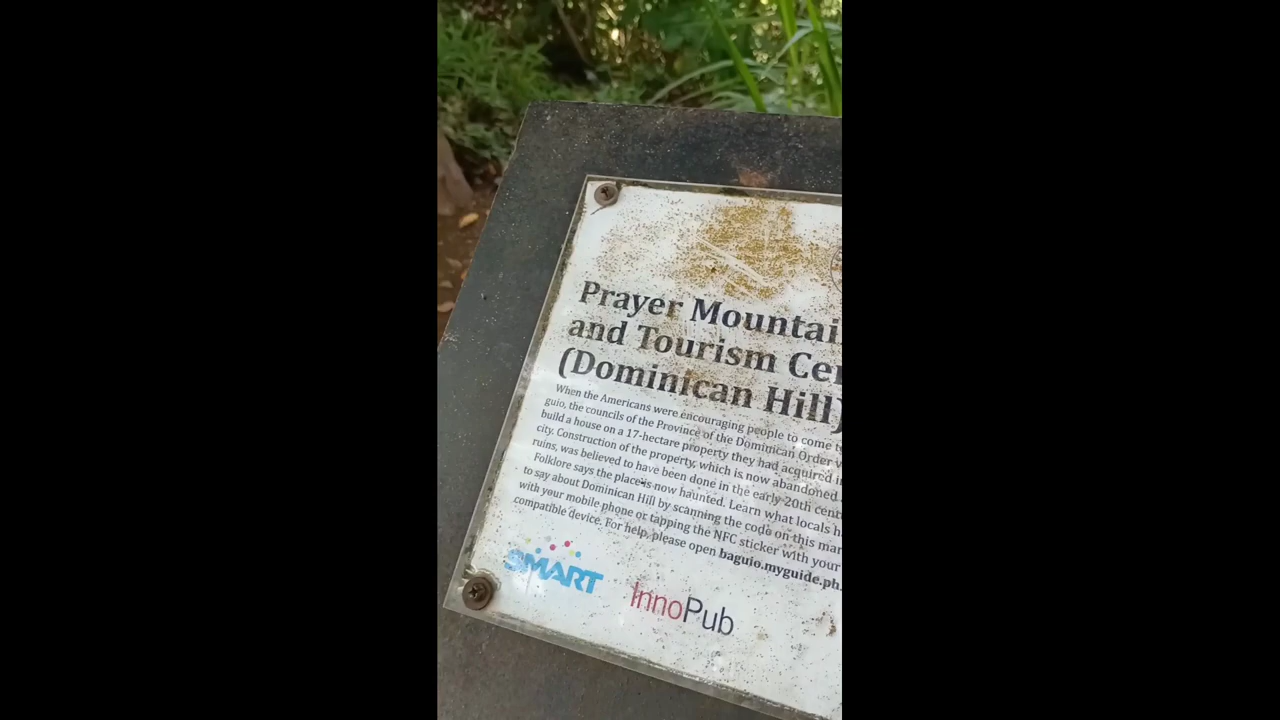 Prayer Mountai
and Tourism Ce
(Dominican Hill)
When the Americans were encouraging people to come t
guio, the councils of the Province of the Dominican Order
build a house on a 17-hectare property they had acquired i
city. Construction of the property, which is now abandoned
ruins, was believed to have been done in the early 20th cent
Folklore says the place is now haunted. Learn what locals h
to say about Dominican Hill by scanning the code on this mar
with your mobile phone or tapping the NFC sticker with your
compatible device. For help, please open baguio.myguide.ph.
SMART
InnoPub